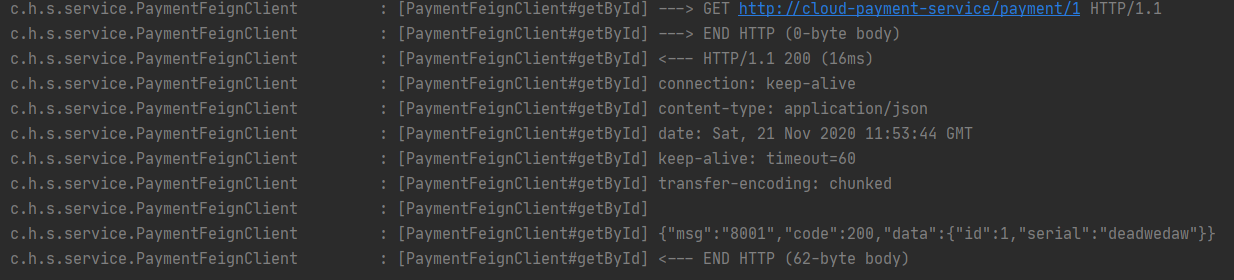 c.h.s.service.PaymentFeignClient : [PaymentFeignClient#getById] ---> GET http://cloud-payment-service/payment/1 HTTP/1.1
c.h.s.service.PaymentFeignClient : [PaymentFeignClient#getById] ---> END HTTP (0-byte body)
c.h.s.service.PaymentFeignClient : [PaymentFeignClient#getById] <--- HTTP/1.1 200 (16ms)
c.h.s.service.PaymentFeignClient : [PaymentFeignClient#getById] connection: keep-alive
c.h.s.service.PaymentFeignClient : [PaymentFeignClient#getById] content-type: application/json
c.h.s.service.PaymentFeignClient : [PaymentFeignClient#getById] date: Sat, 21 Nov 2020 11:53:44 GMT
c.h.s.service.PaymentFeignClient : [PaymentFeignClient#getById] keep-alive: timeout=60
c.h.s.service.PaymentFeignClient : [PaymentFeignClient#getById] transfer-encoding: chunked
c.h.s.service.PaymentFeignClient : [PaymentFeignClient#getById]
c.h.s.service.PaymentFeignClient : [PaymentFeignClient#getById] {"msg":"8001","code":200,"data":{"id":1,"serial":"deadwedaw"}}
c.h.s.service.PaymentFeignClient : [PaymentFeignClient#getById] <--- END HTTP (62-byte body)